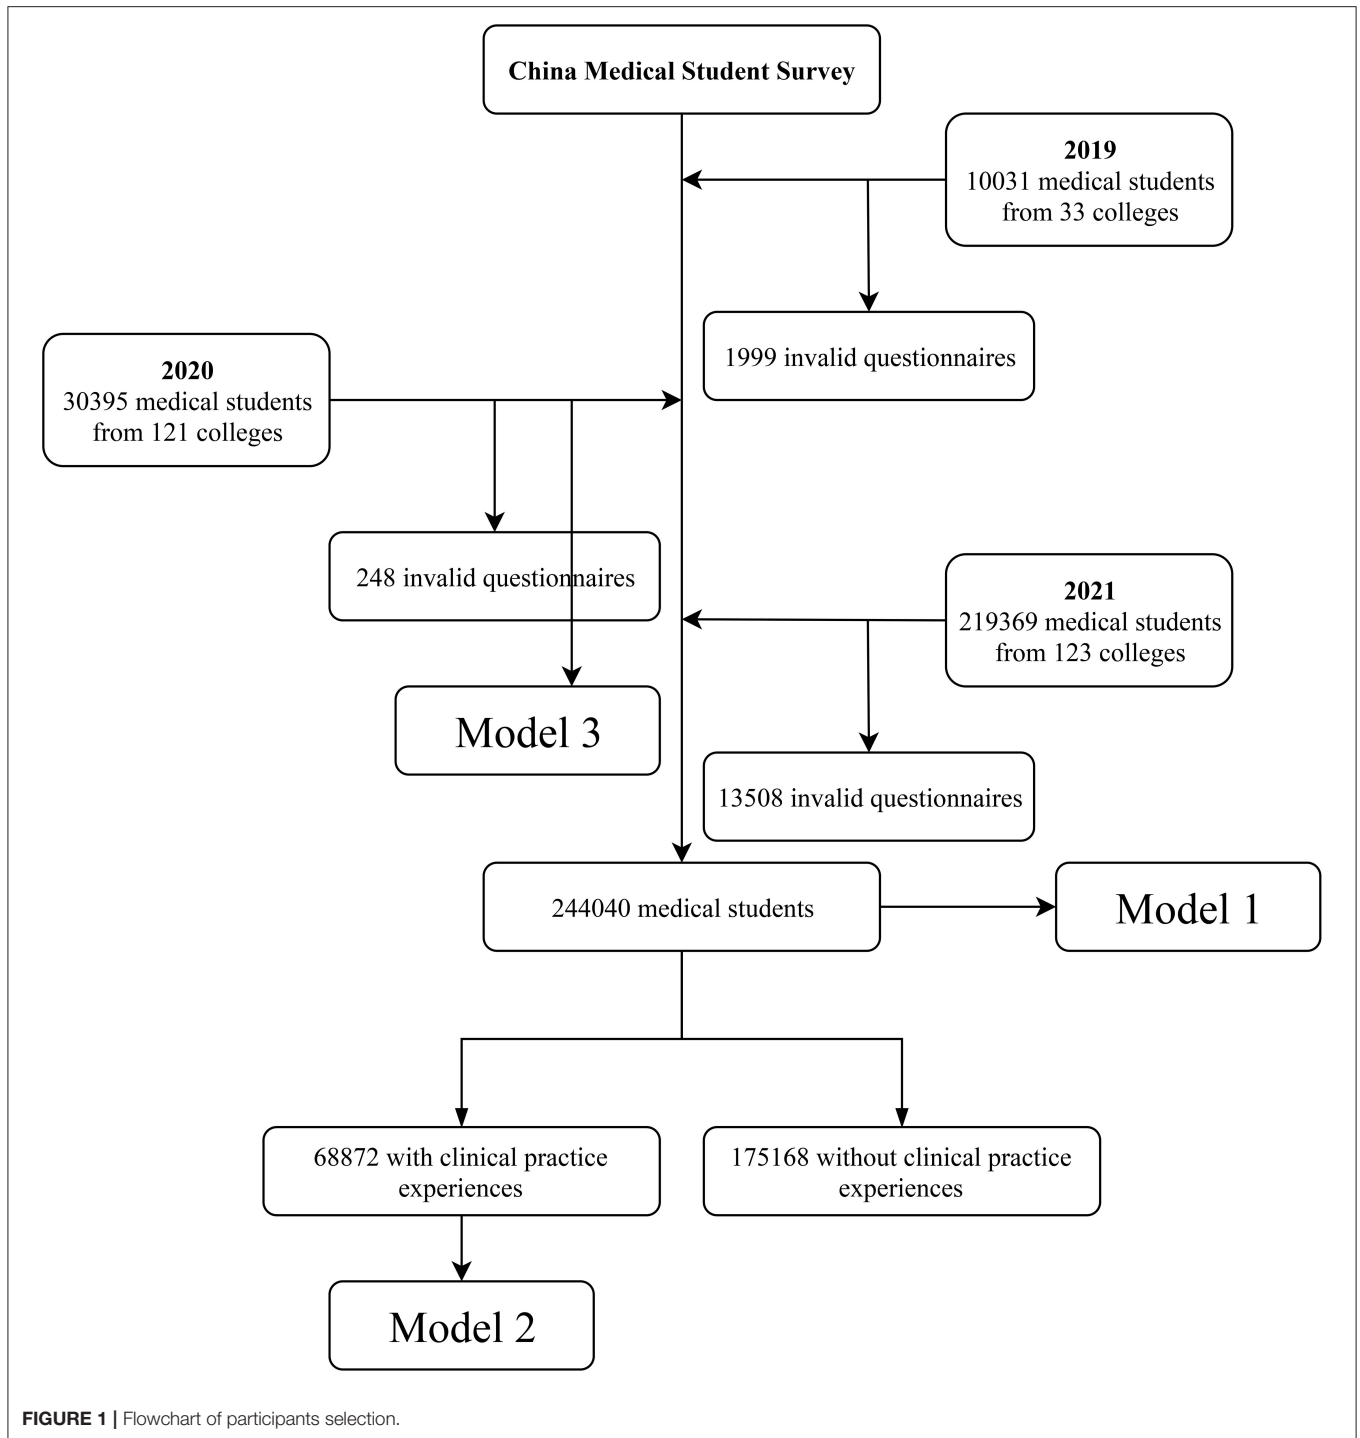 China Medical Student Survey
2019
10031 medical students
from 33 colleges
1999 invalid questionnaires
2020
30395 medical students
from 121 colleges
248 invalid questionnaires
2021
219369 medical students
from 123 colleges
Model 3
13508 invalid questionnaires
244040 medical students
Model 1
68872 with clinical practice
experiences
175168 without clinical practice
experiences
Model 2
FIGURE 1 | Flowchart of participants selection.